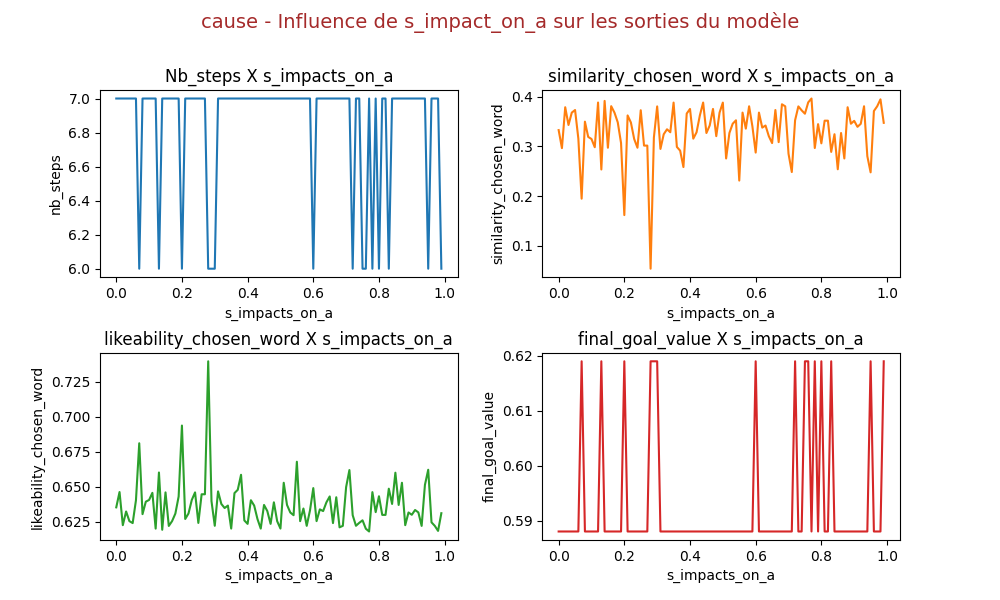 cause - Influence de s_impact_on_a sur les sorties du modèle
Nb_steps X s_impacts_on_a
nb_steps
7.0
6.8
6.6
6.4
6.2
6.0
0.0 0.2 0.4 0.6 0.8 1.0
s_impacts_on_a
similarity_chosen_word X s_impacts_on_a
similarity_chosen_word
0.4
0.3
0.2
0.1
0.0 0.2 0.4 0.6 0.8 1.0
s_impacts_on_a
likeability_chosen_word X s_impacts_on_a
likeability_chosen_word
0.725
0.700
0.675
0.650
0.625
0.0 0.2 0.4 0.6 0.8 1.0
s_impacts_on_a
final_goal_value X s_impacts_on_a
final_goal_value
0.62
0.61
0.60
0.59
0.0 0.2 0.4 0.6 0.8 1.0
s_impacts_on_a